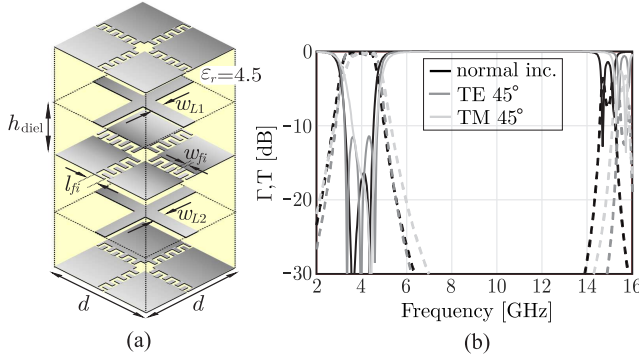 εr=4.5
wL1
hdiel
wfi
lfi
wL2
d
d
(a)
Γ,T [dB]
0
−10
−20
−30
normal inc.
TE 45°
TM 45°
2 4 6 8 10 12 14 16
Frequency [GHz]
(b)